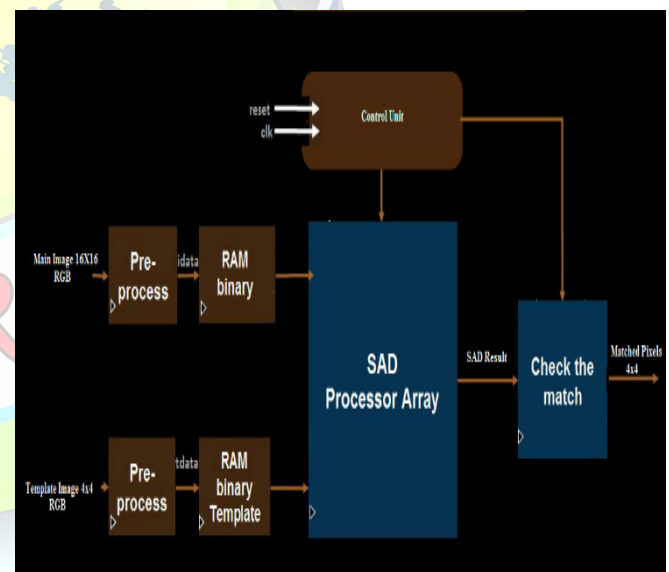 reset
clk
Control Unit
Main Image 16X16
RGB
Pre-
process
idata
RAM
binary
SAD
Processor Array
SAD Result
Check the
match
Matched Pixels
4x4
Template Image 4x4
RGB
Pre-
process
tdata
RAM
binary
Template